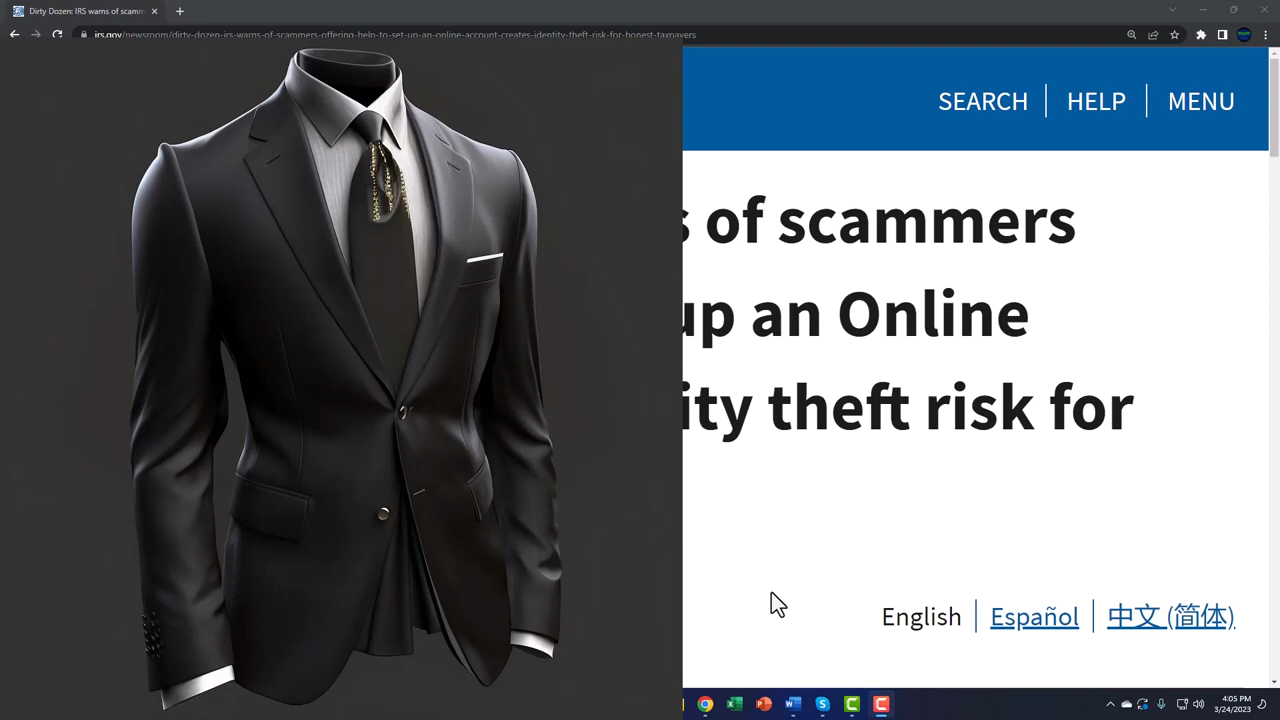 Dirty Dozen: IRS warns of scamm
irs.gov/newsroom/dirty-dozen-irs-warns-of-scammers-offering-help-to-set-up-an-online-account-creates-identity-theft-risk-for-honest-taxpayers
SEARCH HELP MENU
s of scammers
up an Online
ity theft risk for
English Español 中文 (简体)
4:05 PM
3/24/2023